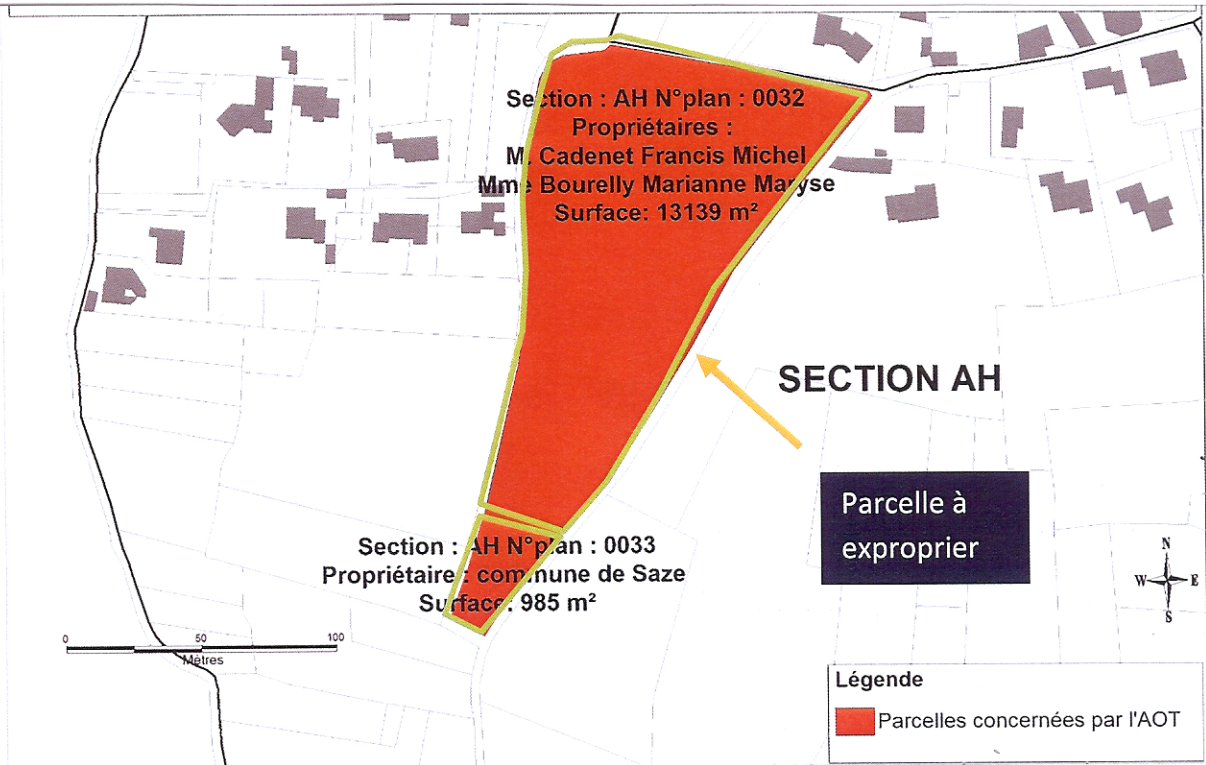 Section : AH N°plan : 0032
Propriétaires :
M. Cadenet Francis Michel
Mme Bourelly Marianne Maryse
Surface: 13139 m²
SECTION AH
Parcelle à
exproprier
Section : AH N°plan : 0033
Propriétaire : commune de Saze
Surface: 985 m²
N
W E
S
0 50 100
Mètres
Légende
Parcelles concernées par l'AOT